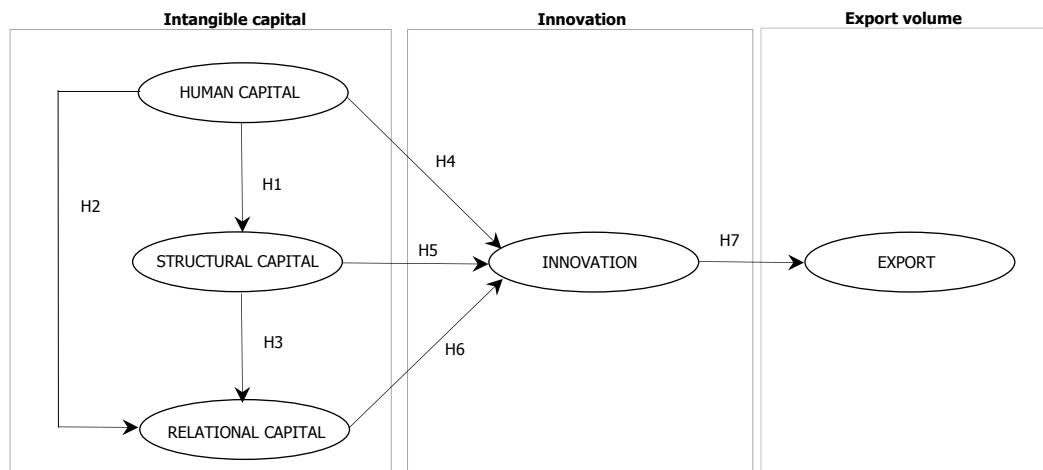 Intangible capital
Innovation
Export volume
HUMAN CAPITAL
H4
H1
H2
STRUCTURAL CAPITAL
H5
INNOVATION
H7
EXPORT
H3
H6
RELATIONAL CAPITAL